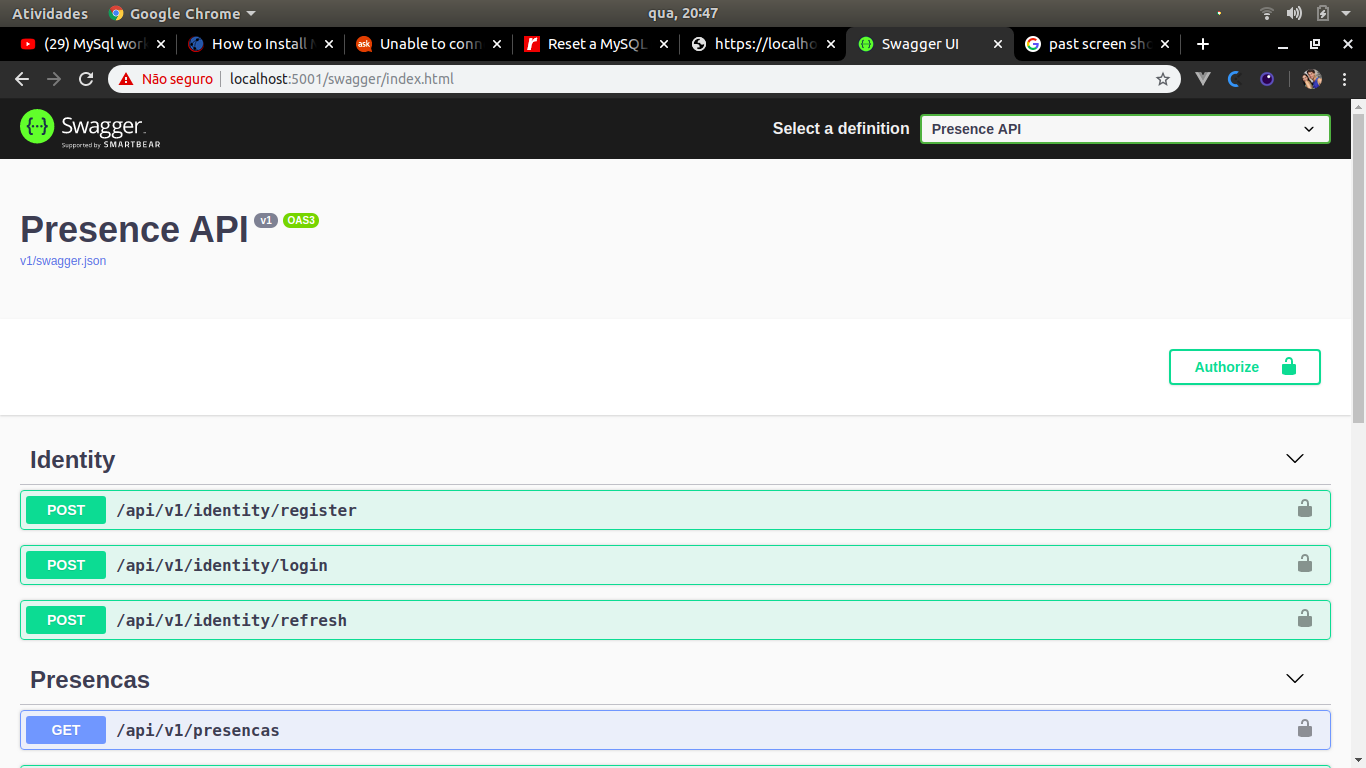 Atividades Google Chrome qua, 20:47
(29) MySql wor How to Install M Unable to conn Reset a MySQL https://localho Swagger UI past screen sho
Não seguro localhost:5001/swagger/index.html
Swagger
Supported by SMARTBEAR
Select a definition Presence API
Presence API v1 OAS3
v1/swagger.json
Authorize
Identity
POST /api/v1/identity/register
POST /api/v1/identity/login
POST /api/v1/identity/refresh
Presencas
GET /api/v1/presencas